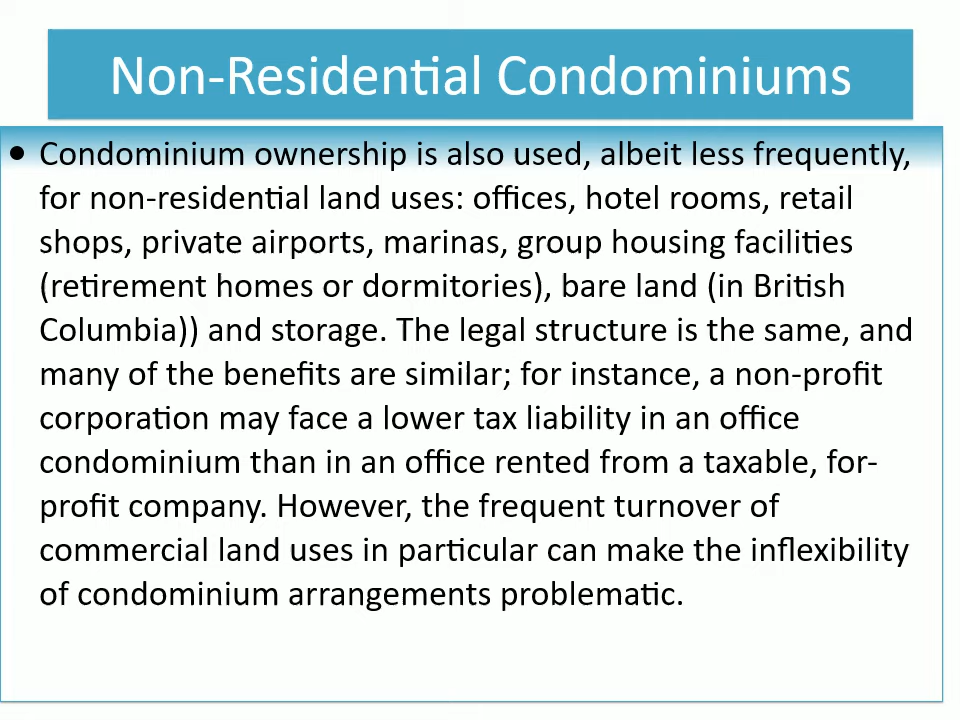 Non-Residential Condominiums
• Condominium ownership is also used, albeit less frequently,
for non-residential land uses: offices, hotel rooms, retail
shops, private airports, marinas, group housing facilities
(retirement homes or dormitories), bare land (in British
Columbia)) and storage. The legal structure is the same, and
many of the benefits are similar; for instance, a non-profit
corporation may face a lower tax liability in an office
condominium than in an office rented from a taxable, for-
profit company. However, the frequent turnover of
commercial land uses in particular can make the inflexibility
of condominium arrangements problematic.